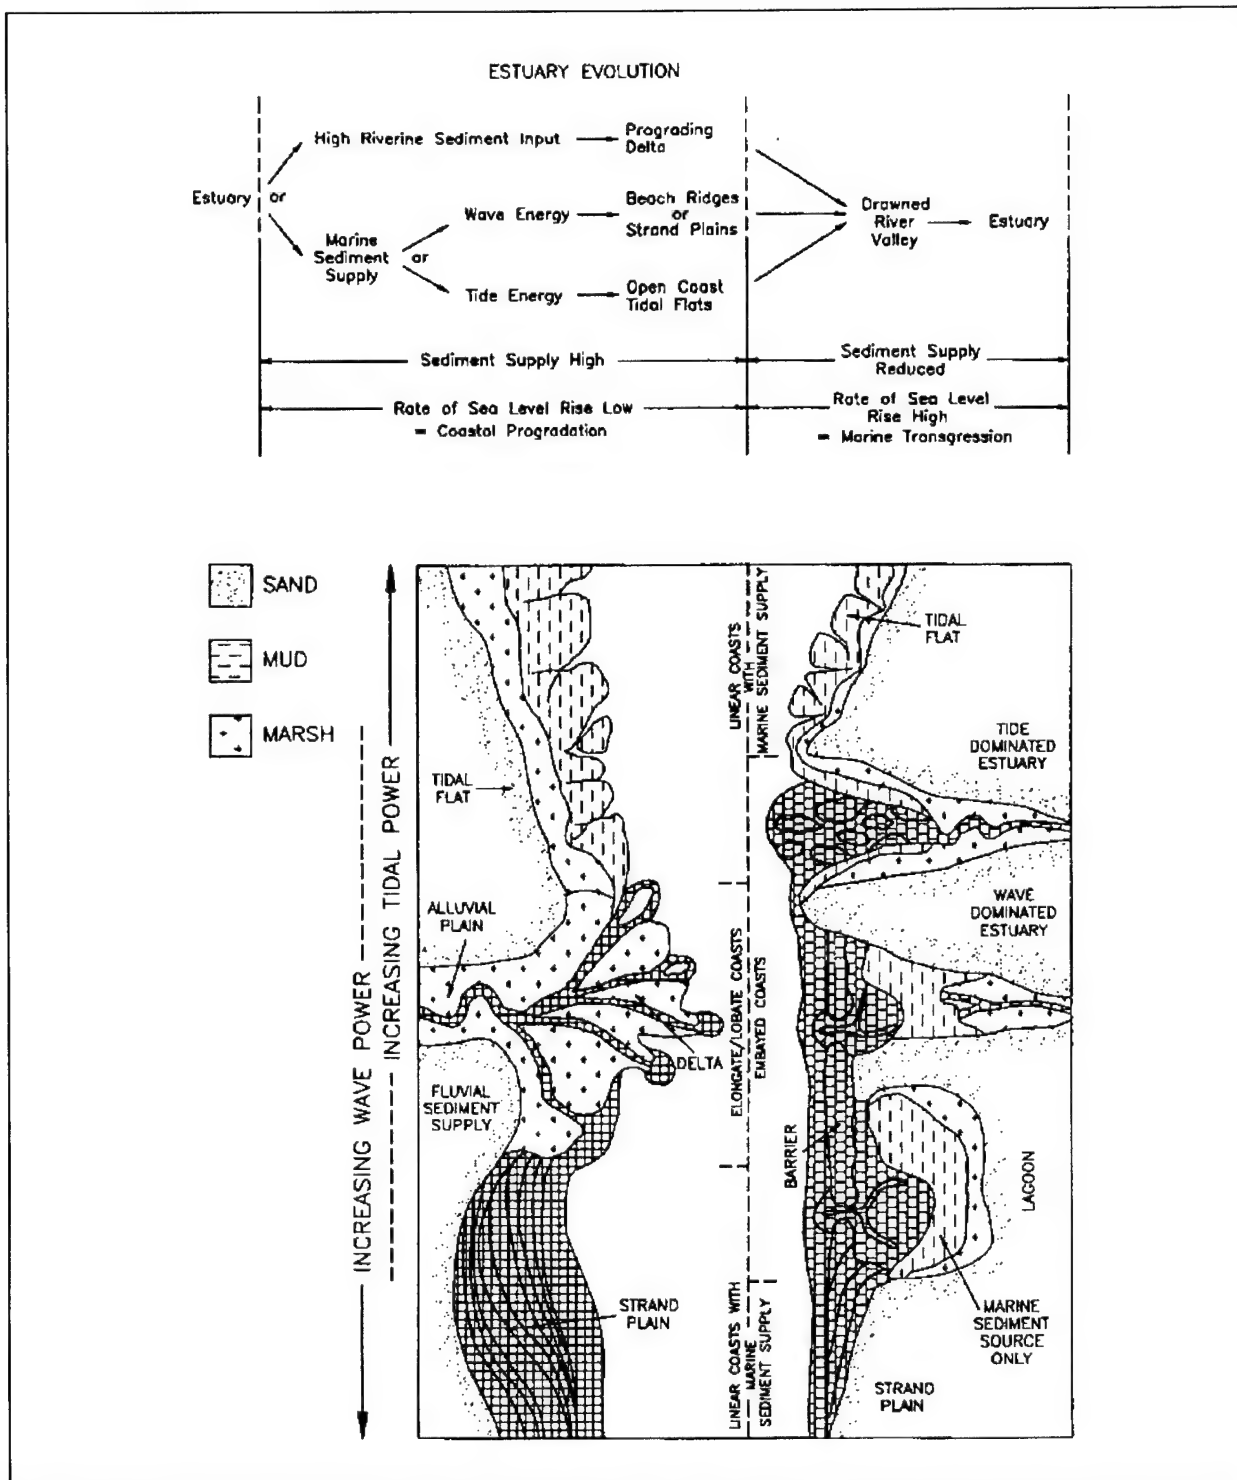 ESTUARY EVOLUTION
High Riverine Sediment Input
Prograding
Delta
Estuary or
Wave Energy
Beach Ridges
or
Strand Plains
Marine
Sediment or
Supply
Tide Energy
Open Coast
Tidal Flats
Drowned
River
Valley
Estuary
Sediment Supply High
Sediment Supply
Reduced
Rate of Sea Level Rise Low
= Coastal Progradation
Rate of Sea Level
Rise High
= Marine Transgression
SAND
MUD
MARSH
INCREASING WAVE POWER
INCREASING TIDAL POWER
TIDAL
FLAT
ALLUVIAL
PLAIN
DELTA
FLUVIAL
SEDIMENT
SUPPLY
STRAND
PLAIN
LINEAR COASTS
WITH
MARINE SEDIMENT SUPPLY
ELONGATE/LOBATE COASTS
EMBAYED COASTS
LINEAR COASTS WITH
MARINE
SEDIMENT SUPPLY
TIDAL
FLAT
TIDE
DOMINATED
ESTUARY
WAVE
DOMINATED
ESTUARY
BARRIER
LAGOON
MARINE
SEDIMENT
SOURCE
ONLY
STRAND
PLAIN